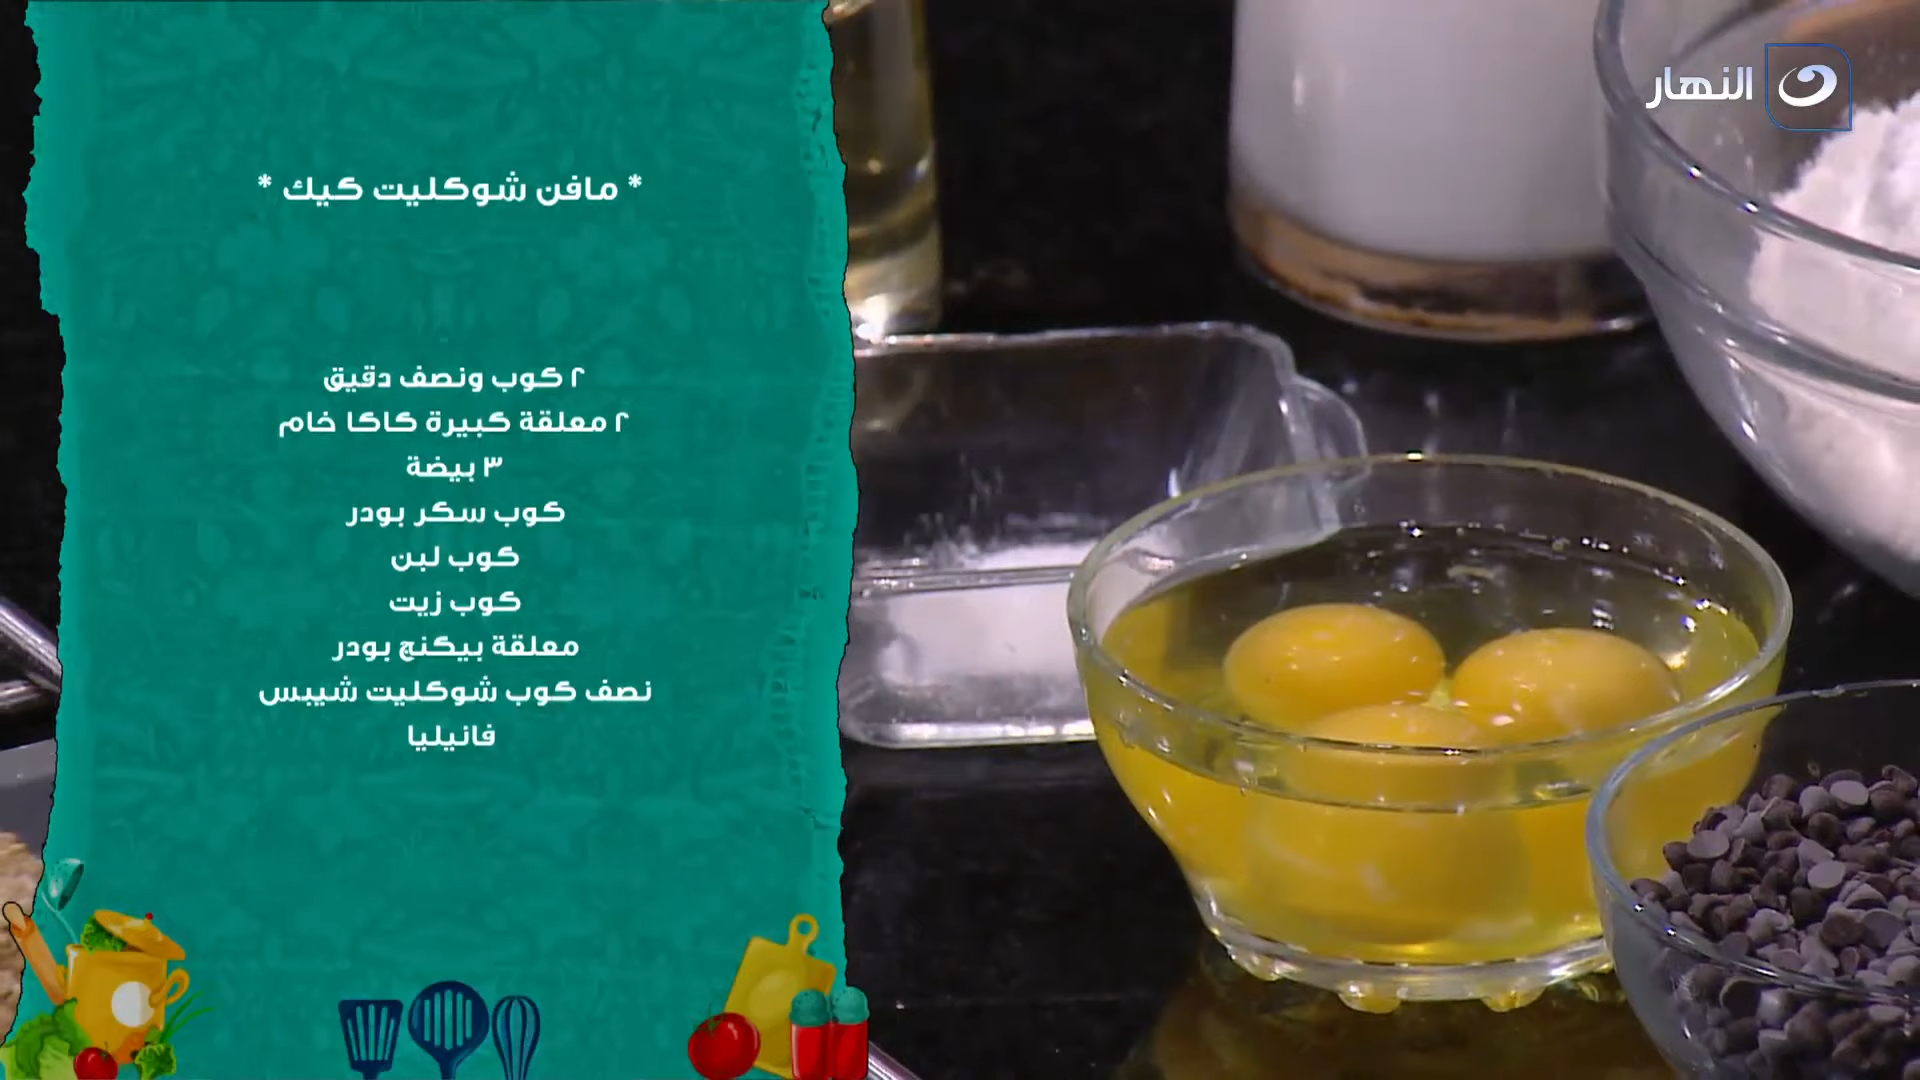 النهار
* مافن شوكليت كيك *
٢ كوب ونصف دقيق
٢ معلقة كبيرة كاكا خام
٣ بيضة
كوب سكر بودر
كوب لبن
كوب زيت
معلقة بيكنج بودر
نصف كوب شوكليت شيبس
فانيليا